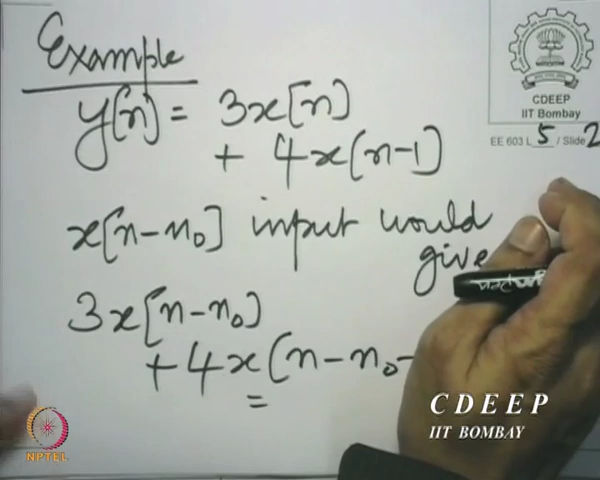 Example
y[n] = 3x[n]
+ 4x[n-1]
x[n-n₀] input would
give
3x[n-n₀]
+ 4x[n-n₀-
=
CDEEP
IIT Bombay
EE 603 L 5 / Slide 2
CDEEP
IIT BOMBAY
NPTEL